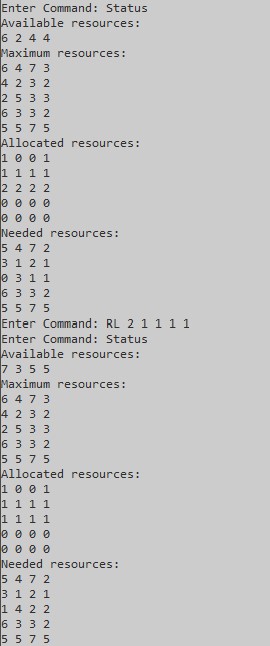 Enter Command: Status
Available resources:
6 2 4 4
Maximum resources:
6 4 7 3
4 2 3 2
2 5 3 3
6 3 3 2
5 5 7 5
Allocated resources:
1 0 0 1
1 1 1 1
2 2 2 2
0 0 0 0
0 0 0 0
Needed resources:
5 4 7 2
3 1 2 1
0 3 1 1
6 3 3 2
5 5 7 5
Enter Command: RL 2 1 1 1 1
Enter Command: Status
Available resources:
7 3 5 5
Maximum resources:
6 4 7 3
4 2 3 2
2 5 3 3
6 3 3 2
5 5 7 5
Allocated resources:
1 0 0 1
1 1 1 1
1 1 1 1
0 0 0 0
0 0 0 0
Needed resources:
5 4 7 2
3 1 2 1
1 4 2 2
6 3 3 2
5 5 7 5